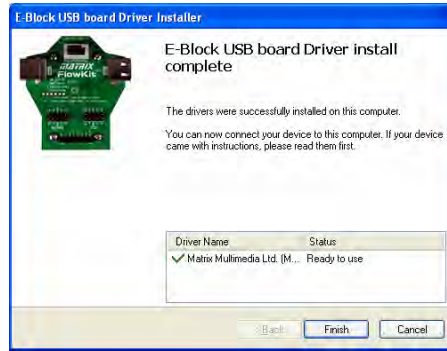 E-Block USB board Driver Installer
MATRIX
FlowKit
E-Block USB board Driver install
complete
The drivers were successfully installed on this computer.
You can now connect your device to this computer. If your device
came with instructions, please read them first.
Driver Name Status
Matrix Multimedia Ltd. (M... Ready to use
Back Finish Cancel